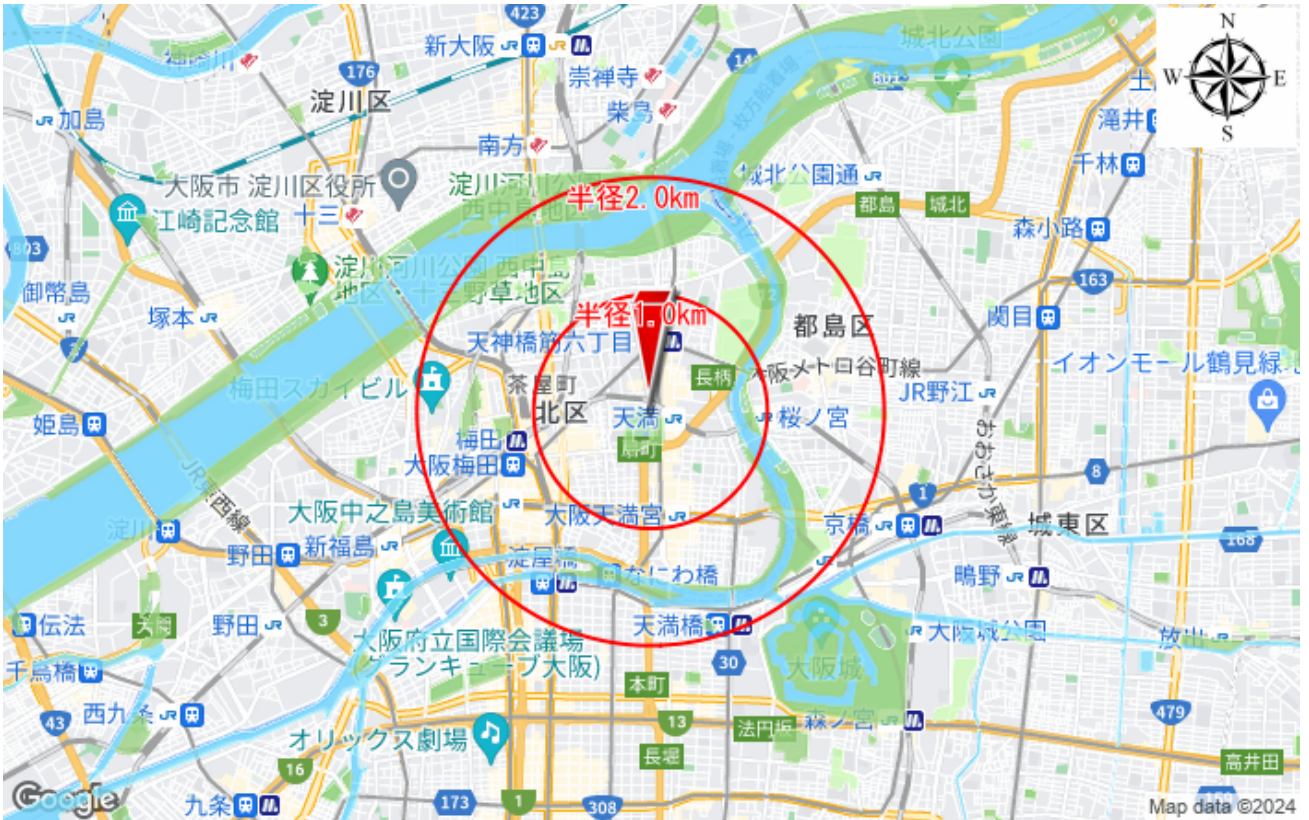 423
新大阪
城北公園
N
神崎川
176
崇禅寺
W
E
淀川区
柴島
S
加島
滝井
南方
千林
大阪市 淀川区役所
淀川河川公園
西中島地区
城北公園通
江崎記念館
十三
半径2.0km
都島
城北
803
森小路
淀川河川公園 西中島
地区・十三野草地区
163
御幣島
塚本
半径1.0km
関目
天神橋筋六丁目
都島区
イオンモール鶴見緑地
大阪メトロ谷町線
梅田スカイビル
茶屋町
長柄
JR野江
北区
天満
桜ノ宮
姫島
梅田
扇町
おおさか東線
大阪梅田
8
JR東西線
1
大阪中之島美術館
大阪天満宮
京橋
城東区
淀川
野田
新福島
淀屋橋
168
なにわ橋
鴫野
伝法
野田
3
天満橋
大阪城公園
放出
大阪府立国際会議場
(グランキューブ大阪)
30
大阪城
千鳥橋
本町
43
西九条
13
法円坂
森ノ宮
479
オリックス劇場
長堀
高井田
16
Google
九条
173
1
308
Map data ©2024